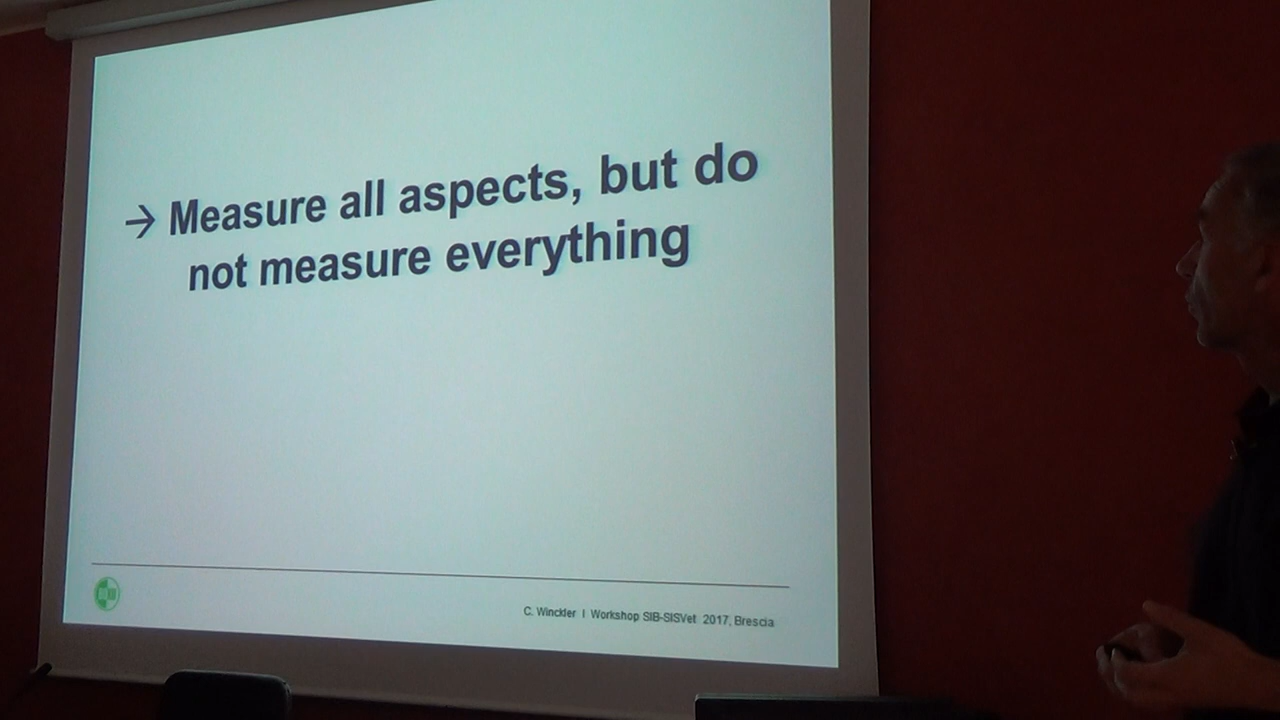 → Measure all aspects, but do
not measure everything
C. Winckler I Workshop SIB-SISVet 2017, Brescia